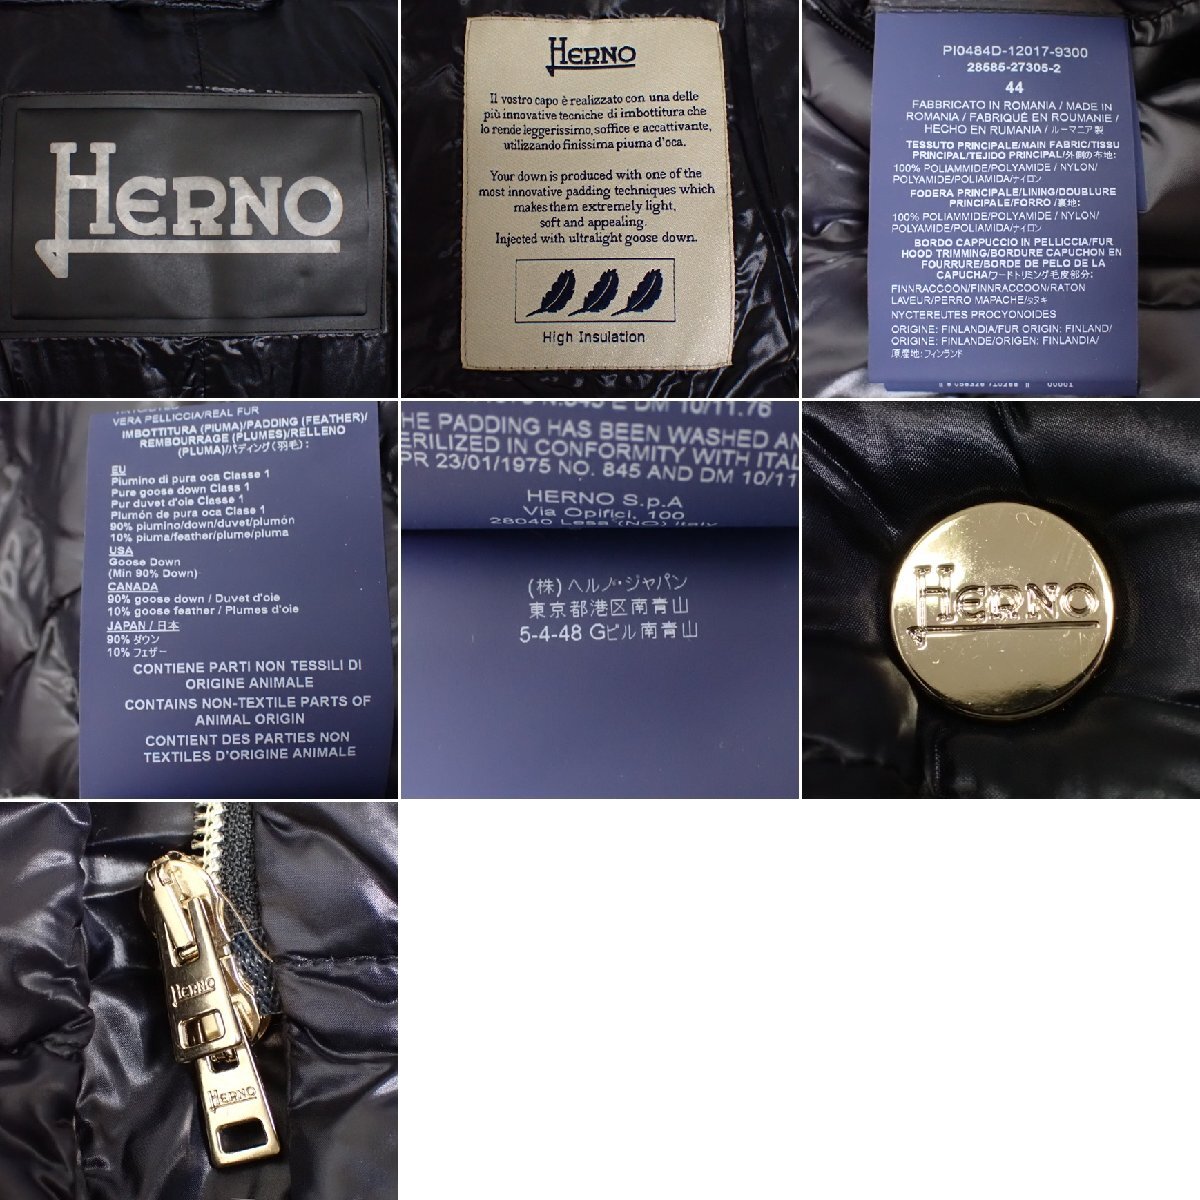 HERNO
HERNO
Il vostro capo è realizzato con una delle
più innovative tecniche di imbottitura che
lo rende leggerissimo, soffice e accattivante,
utilizzando finissima piuma d'oca.
Your down is produced with one of the
most innovative padding techniques which
makes them extremely light,
soft and appealing.
Injected with ultralight goose down.
High Insulation
PI0484D-12017-9300
28585-27305-2
44
FABBRICATO IN ROMANIA / MADE IN
ROMANIA / FABRIQUÉ EN ROUMANIE /
HECHO EN RUMANIA / ルーマニア製
TESSUTO PRINCIPALE/MAIN FABRIC/TISSU
PRINCIPAL/TEJIDO PRINCIPAL/外側の布地:
100% POLIAMMIDE/POLYAMIDE / NYLON/
POLYAMIDE/POLIAMIDA/ナイロン
FODERA PRINCIPALE/LINING/DOUBLURE
PRINCIPALE/FORRO /裏地:
100% POLIAMMIDE/POLYAMIDE / NYLON/
POLYAMIDE/POLIAMIDA/ナイロン
BORDO CAPPUCCIO IN PELLICCIA/FUR
HOOD TRIMMING/BORDURE CAPUCHON EN
FOURRURE/BORDE DE PELO DE LA
CAPUCHA/フードトリミング毛皮部分:
FINNRACCOON/FINNRACCOON/RATON
LAVEUR/PERRO MAPACHE/タヌキ
NYCTEREUTES PROCYONOIDES
ORIGINE: FINLANDIA/FUR ORIGIN: FINLAND/
ORIGINE: FINLANDE/ORIGEN: FINLANDIA/
原産地: フィンランド
VERA PELLICCIA/REAL FUR
IMBOTTITURA (PIUMA)/PADDING (FEATHER)/
REMBOURRAGE (PLUMES)/RELLENO
(PLUMA)/パディング(羽毛):
EU
Piumino di pura oca Classe 1
Pure goose down Class 1
Pur duvet d'oie Classe 1
Plumón de pura oca Clase 1
90% piumino/down/duvet/plumón
10% piuma/feather/plume/pluma
USA
Goose Down
(Min 90% Down)
CANADA
90% goose down / Duvet d'oie
10% goose feather / Plumes d'oie
JAPAN / 日本
90% ダウン
10% フェザー
CONTIENE PARTI NON TESSILI DI
ORIGINE ANIMALE
CONTAINS NON-TEXTILE PARTS OF
ANIMAL ORIGIN
CONTIENT DES PARTIES NON
TEXTILES D'ORIGINE ANIMALE
N.845 E DM 10/11.76
HE PADDING HAS BEEN WASHED AN
ERILIZED IN CONFORMITY WITH ITAL
PR 23/01/1975 NO. 845 AND DM 10/11
HERNO S.p.A
Via Opifici, 100
28040 Lesa (NO) Italy
(株) ヘルノ・ジャパン
東京都港区南青山
5-4-48 Gビル南青山
HERNO
HERNO
HERNO